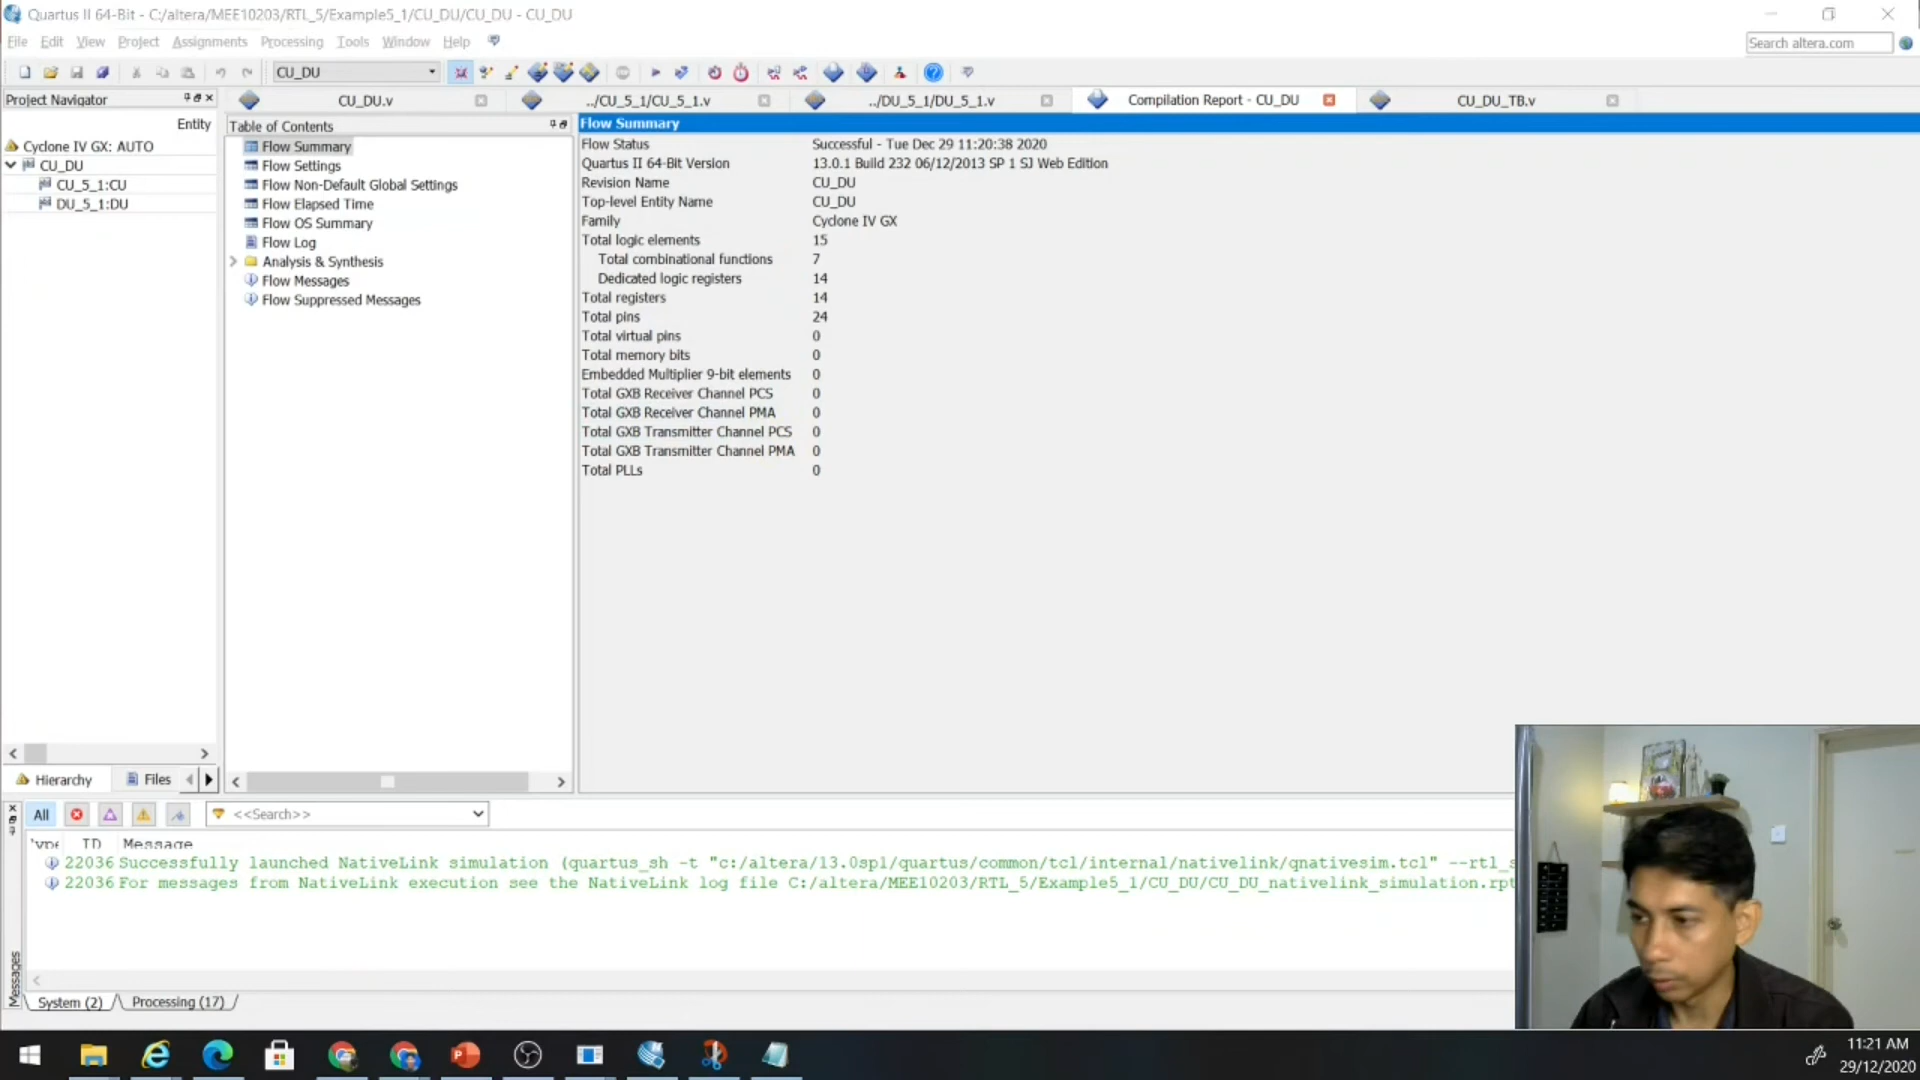 Quartus II 64-Bit - C:/altera/MEE10203/RTL_5/Example5_1/CU_DU/CU_DU - CU_DU
File Edit View Project Assignments Processing Tools Window Help
Search altera.com
CU_DU
Project Navigator
CU_DU.v
../CU_5_1/CU_5_1.v
../DU_5_1/DU_5_1.v
Compilation Report - CU_DU
CU_DU_TB.v
Entity
Cyclone IV GX: AUTO
CU_DU
CU_5_1:CU
DU_5_1:DU
Table of Contents
Flow Summary
Flow Settings
Flow Non-Default Global Settings
Flow Elapsed Time
Flow OS Summary
Flow Log
Analysis & Synthesis
Flow Messages
Flow Suppressed Messages
Flow Summary
Flow Status Successful - Tue Dec 29 11:20:38 2020
Quartus II 64-Bit Version 13.0.1 Build 232 06/12/2013 SP 1 SJ Web Edition
Revision Name CU_DU
Top-level Entity Name CU_DU
Family Cyclone IV GX
Total logic elements 15
Total combinational functions 7
Dedicated logic registers 14
Total registers 14
Total pins 24
Total virtual pins 0
Total memory bits 0
Embedded Multiplier 9-bit elements 0
Total GXB Receiver Channel PCS 0
Total GXB Receiver Channel PMA 0
Total GXB Transmitter Channel PCS 0
Total GXB Transmitter Channel PMA 0
Total PLLs 0
Hierarchy Files
All <<Search>>
ID Message
22036 Successfully launched NativeLink simulation (quartus_sh -t "c:/altera/13.0sp1/quartus/common/tcl/internal/nativelink/qnativesim.tcl" --rtl_s
22036 For messages from NativeLink execution see the NativeLink log file C:/altera/MEE10203/RTL_5/Example5_1/CU_DU/CU_DU_nativelink_simulation.rpt
Messages
System (2) Processing (17)
11:21 AM
29/12/2020